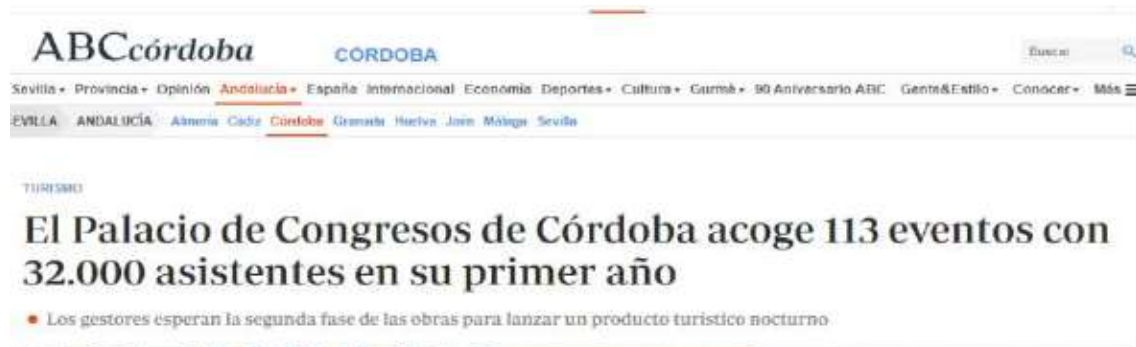 ABCcórdoba CÓRDOBA Buscar
Sevilla Provincia Opinión Andalucía España Internacional Economía Deportes Cultura Gurmé 90 Aniversario ABC Gente&Estilo Conocer Más
EVILLA ANDALUCÍA Almería Cádiz Córdoba Granada Huelva Jaén Málaga Sevilla
TURISMO
El Palacio de Congresos de Córdoba acoge 113 eventos con
32.000 asistentes en su primer año
Los gestores esperan la segunda fase de las obras para lanzar un producto turístico nocturno